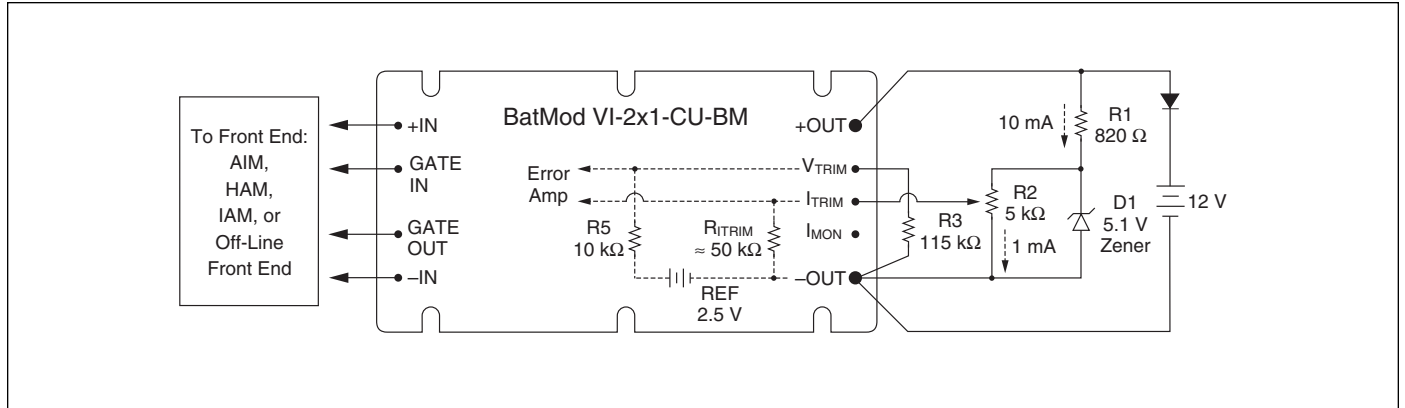 To Front End:
AIM,
HAM,
IAM, or
Off-Line
Front End
BatMod VI-2x1-CU-BM
+IN
GATE
IN
GATE
OUT
–IN
Error
Amp
R5
10 kΩ
RITRIM
≈ 50 kΩ
REF
2.5 V
+OUT
VTRIM
ITRIM
IMON
–OUT
R3
115 kΩ
10 mA
R1
820 Ω
R2
5 kΩ
1 mA
D1
5.1 V
Zener
12 V